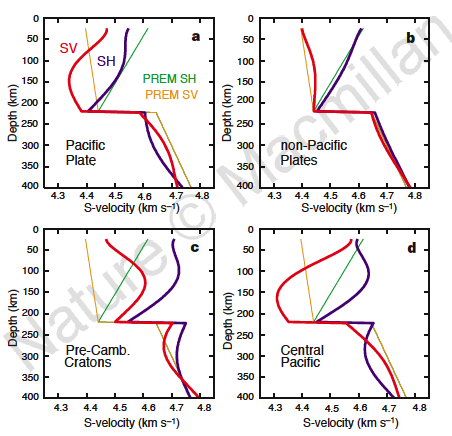 0
50
100
150
200
250
300
350
400
Depth (km)
SV
SH
a
PREM SH
PREM SV
Pacific
Plate
4.3 4.4 4.5 4.6 4.7 4.8
S-velocity (km s–1)
0
50
100
150
200
250
300
350
400
Depth (km)
b
non-Pacific
Plates
4.3 4.4 4.5 4.6 4.7 4.8
S-velocity (km s–1)
0
50
100
150
200
250
300
350
400
Depth (km)
c
Pre-Camb.
Cratons
4.3 4.4 4.5 4.6 4.7 4.8
S-velocity (km s–1)
0
50
100
150
200
250
300
350
400
Depth (km)
d
Central
Pacific
4.3 4.4 4.5 4.6 4.7 4.8
S-velocity (km s–1)
Nature © Macmillan